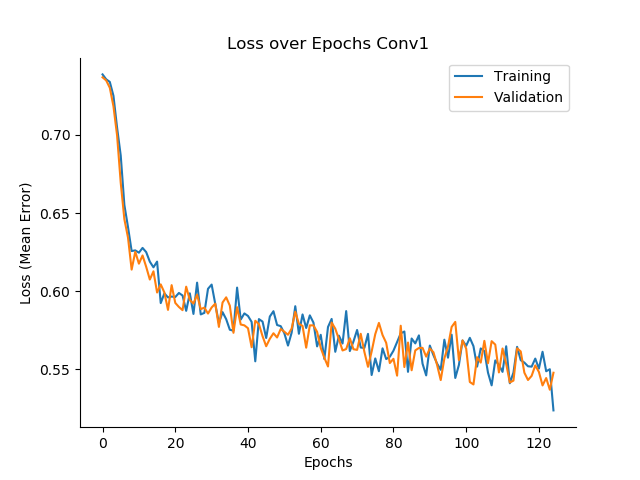 Loss over Epochs Conv1
Training
Validation
0.70
0.65
0.60
0.55
Loss (Mean Error)
0 20 40 60 80 100 120
Epochs